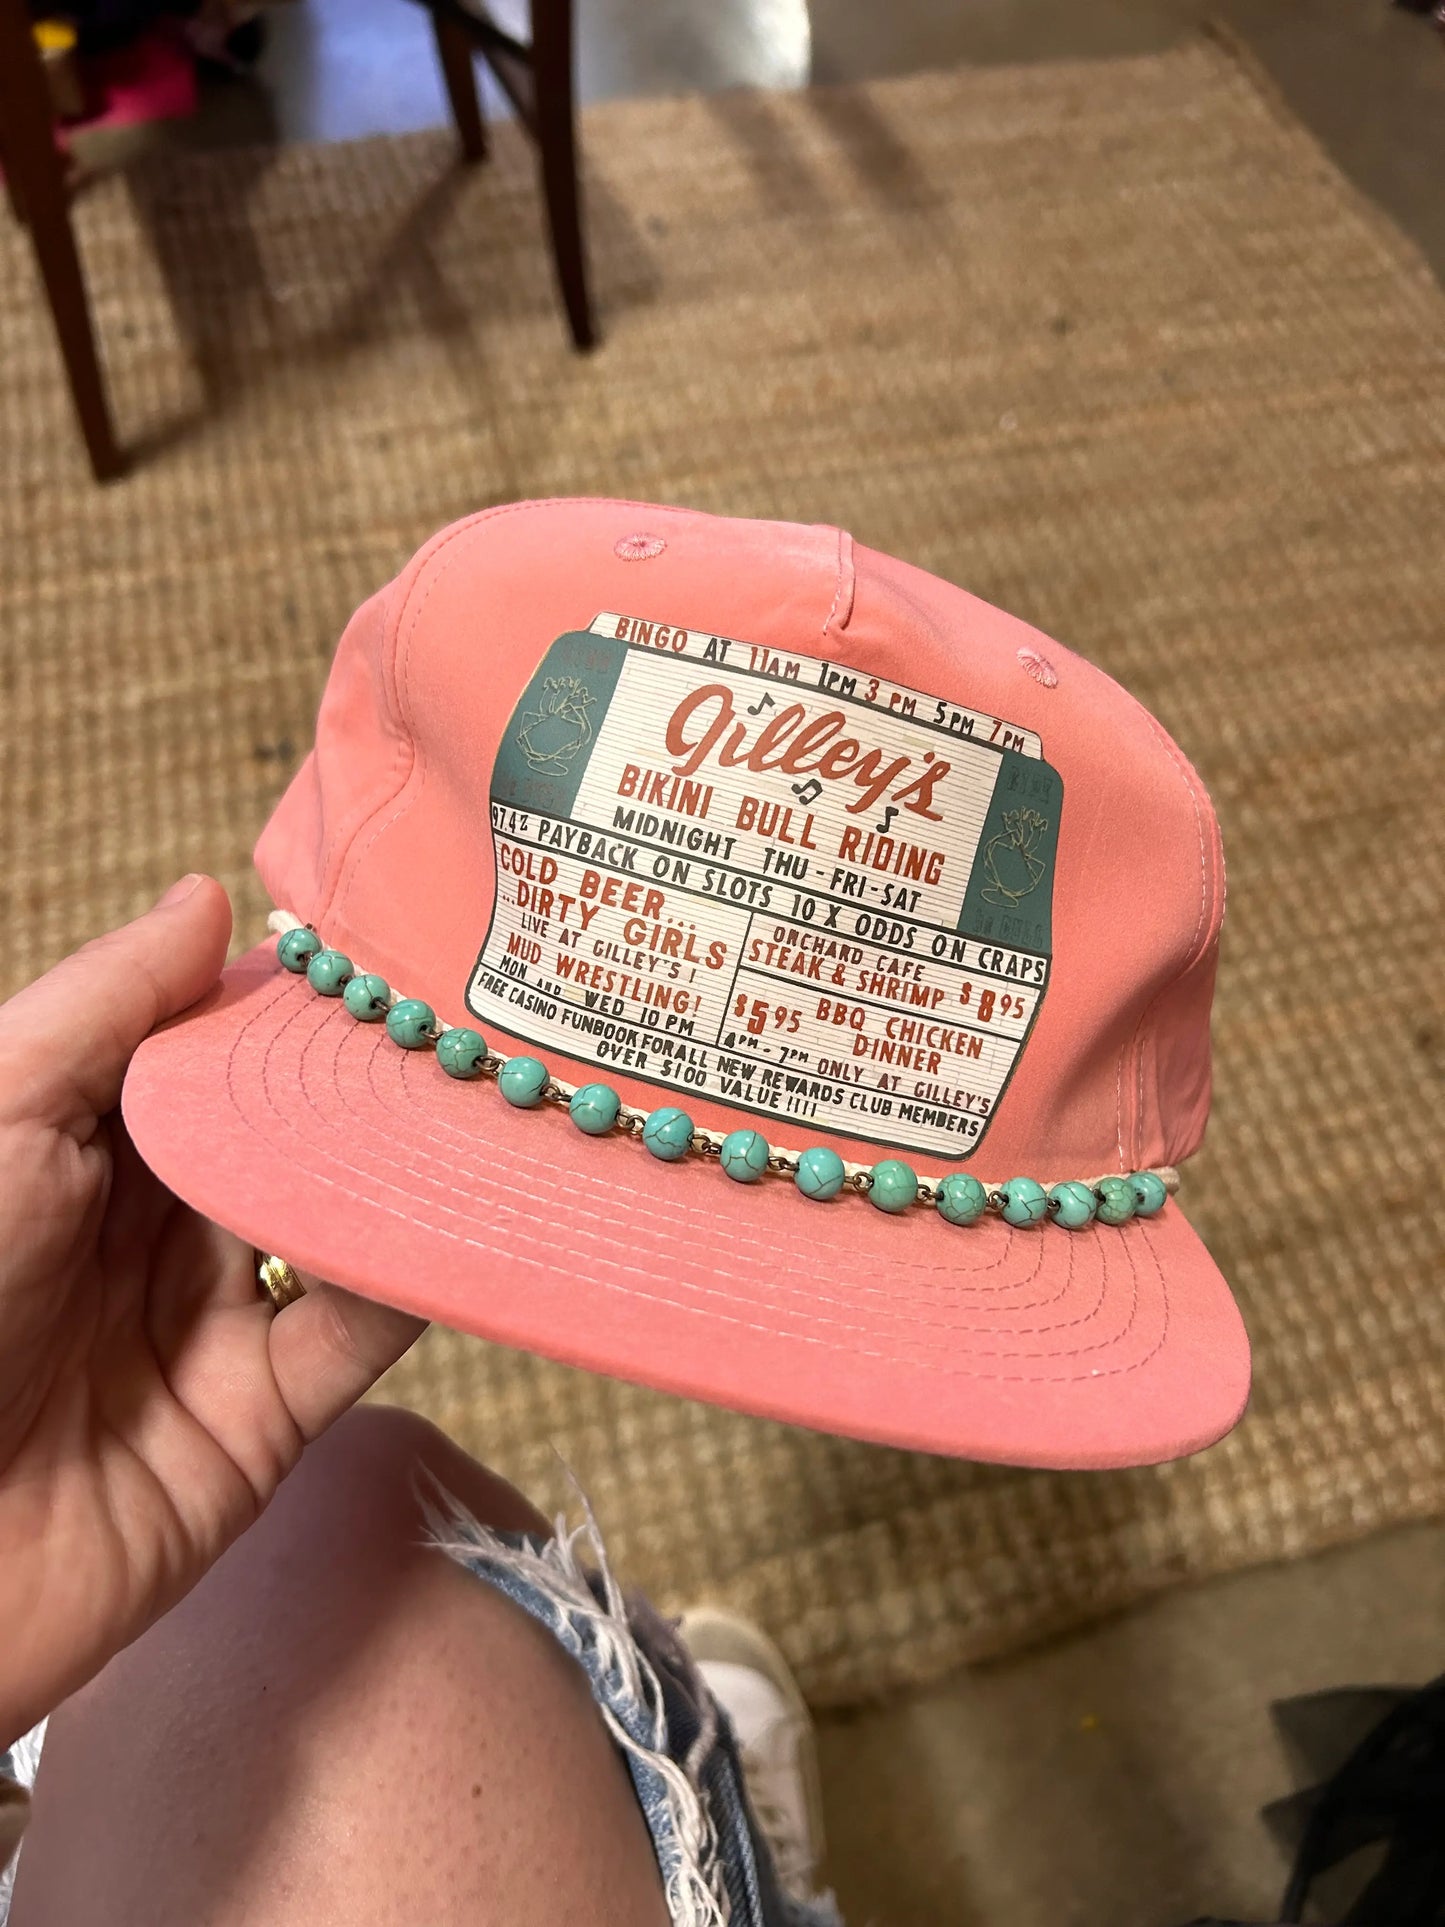 BINGO AT 11AM 1PM 3 PM 5PM 7PM
Gilley's
BIKINI BULL RIDING
MIDNIGHT THU-FRI-SAT
97.4% PAYBACK ON SLOTS 10 X ODDS ON CRAPS
COLD BEER...
...DIRTY GIRLS
LIVE AT GILLEY'S!
MUD WRESTLING!
MON AND WED 10PM
ORCHARD CAFE
STEAK & SHRIMP $8.95
$5.95 BBQ CHICKEN
DINNER
4PM-7PM ONLY AT GILLEY'S
FREE CASINO FUNBOOK FOR ALL NEW REWARDS CLUB MEMBERS
OVER $100 VALUE!!!!